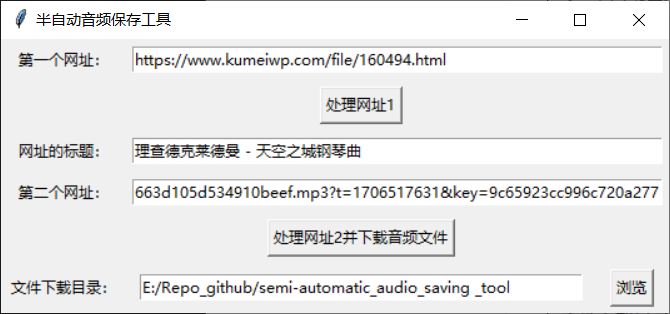 半自动音频保存工具
第一个网址： https://www.kumeiwp.com/file/160494.html
处理网址1
网址的标题： 理查德克莱德曼 - 天空之城钢琴曲
第二个网址： 663d105d534910beef.mp3?t=1706517631&key=9c65923cc996c720a277
处理网址2并下载音频文件
文件下载目录： E:/Repo_github/semi-automatic_audio_saving _tool 浏览